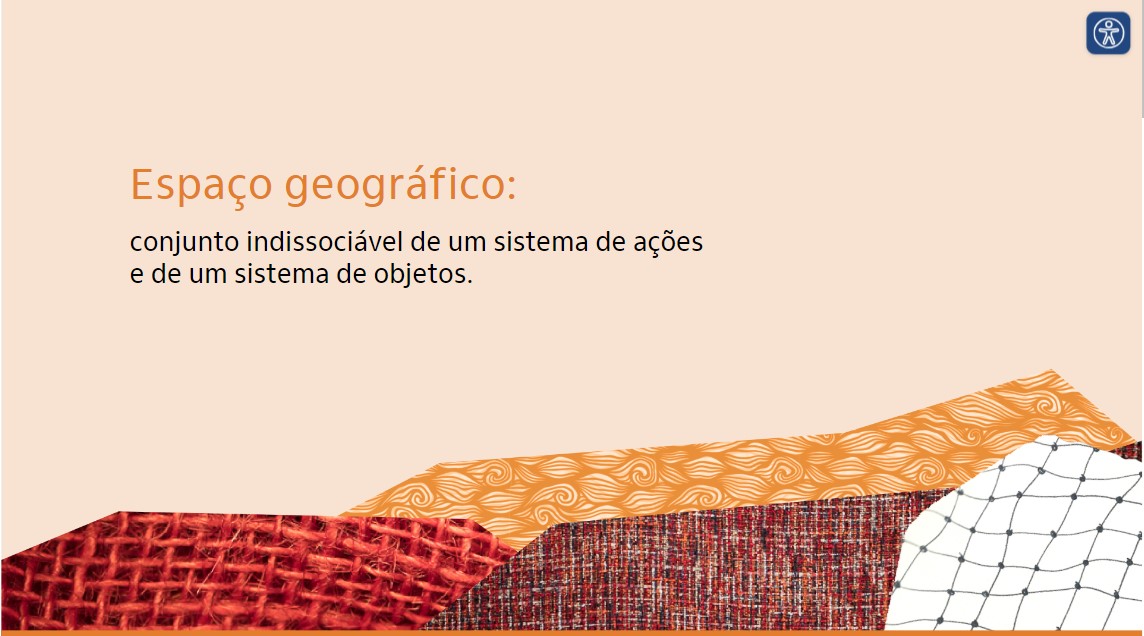 Espaço geográfico:
conjunto indissociável de um sistema de ações
e de um sistema de objetos.